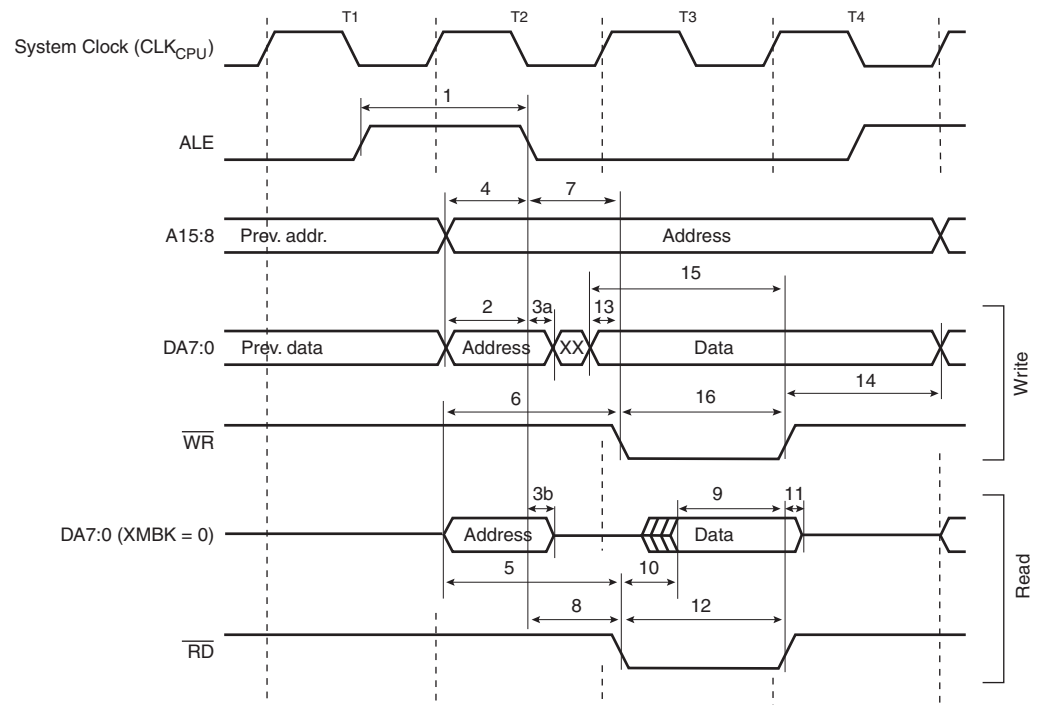 T1 T2 T3 T4
System Clock (CLKCPU)
1
ALE
4 7
A15:8 Prev. addr. Address
15
2 3a 13
DA7:0 Prev. data Address XX Data
14
6 16
WR
Write
3b 9 11
DA7:0 (XMBK = 0) Address Data
5 10
8 12
RD
Read